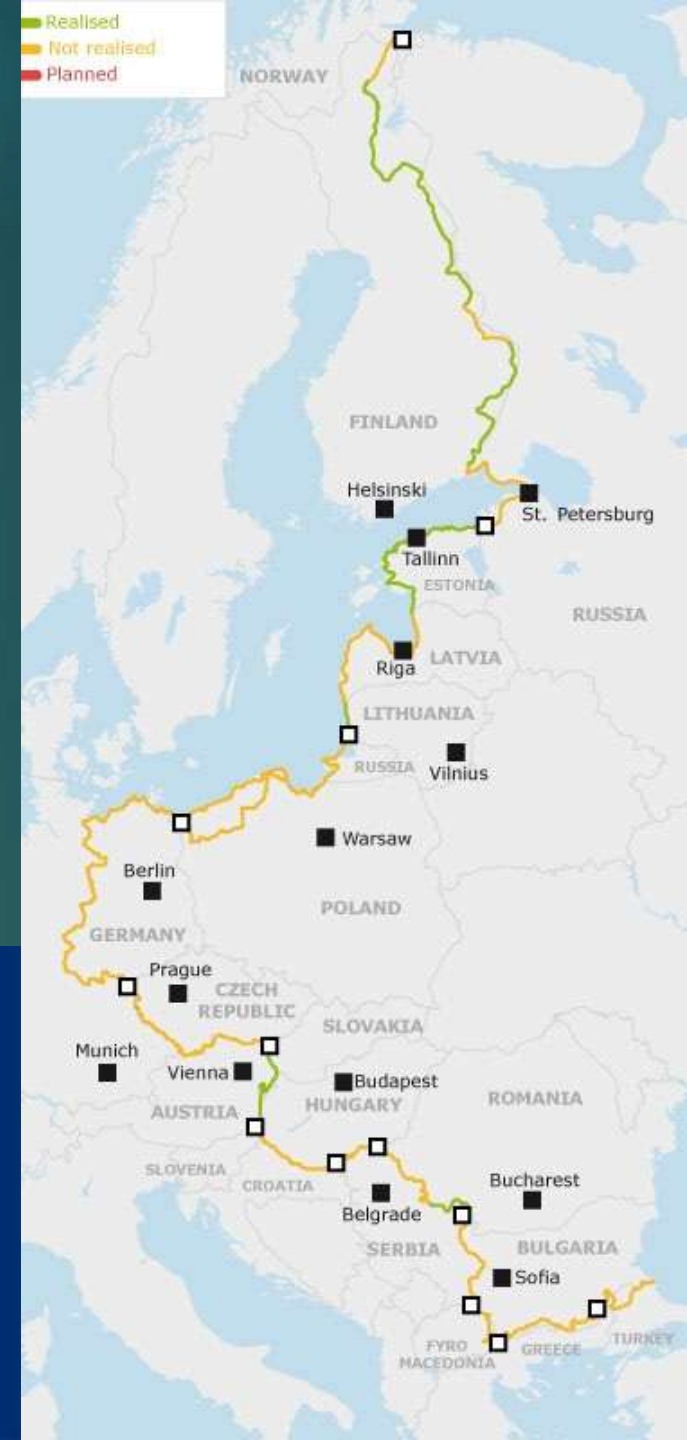 Realised
Not realised
Planned
NORWAY
FINLAND
Helsinski
St. Petersburg
Tallinn
ESTONIA
RUSSIA
Riga
LATVIA
LITHUANIA
RUSSIA
Vilnius
Warsaw
Berlin
POLAND
GERMANY
Prague
CZECH
REPUBLIC
SLOVAKIA
Munich
Vienna
Budapest
AUSTRIA
HUNGARY
ROMANIA
SLOVENIA
CROATIA
Bucharest
Belgrade
SERBIA
BULGARIA
Sofia
FYRO
MACEDONIA
GREECE
TURKEY